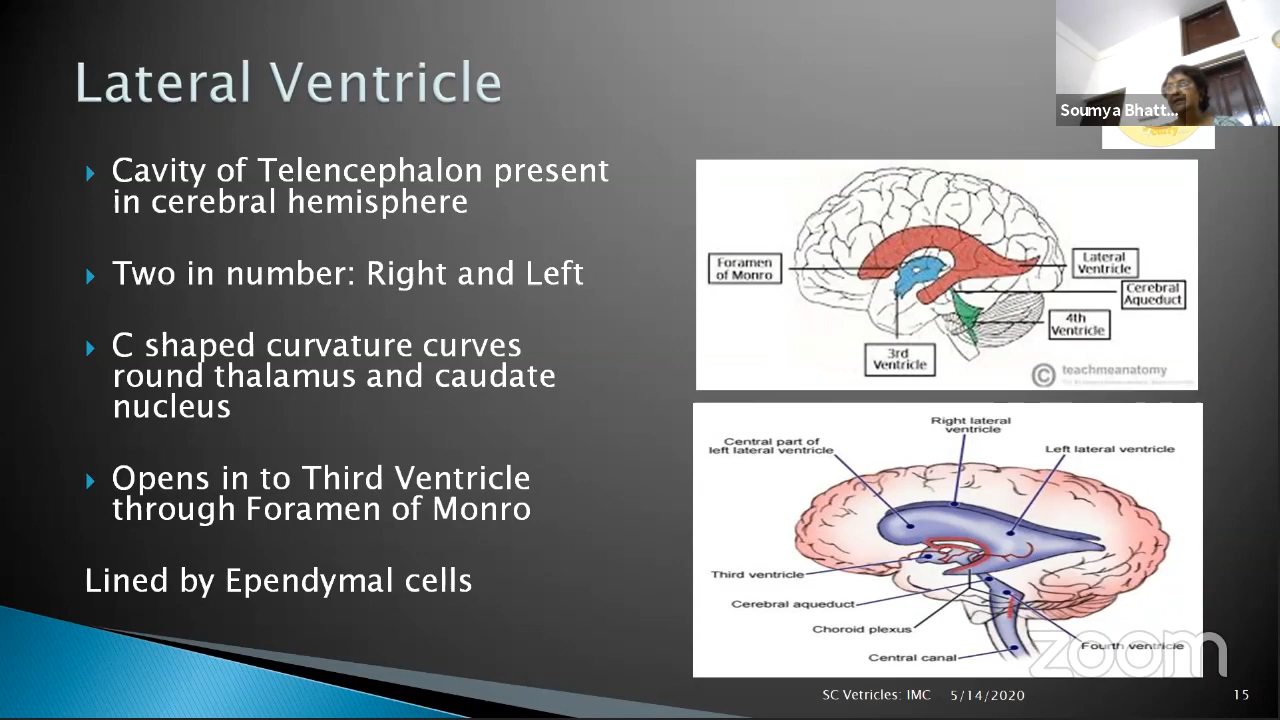 Lateral Ventricle
Soumya Bhatt...
Cavity of Telencephalon present
in cerebral hemisphere
Two in number: Right and Left
C shaped curvature curves
round thalamus and caudate
nucleus
Opens in to Third Ventricle
through Foramen of Monro
Lined by Ependymal cells
Foramen
of Monro
Lateral
Ventricle
Cerebral
Aqueduct
4th
Ventricle
3rd
Ventricle
© teachmeanatomy
Right lateral
ventricle
Central part of
left lateral ventricle
Left lateral ventricle
Third ventricle
Cerebral aqueduct
Choroid plexus
Central canal
Fourth ventricle
zoom
SC Vetricles: IMC 5/14/2020 15